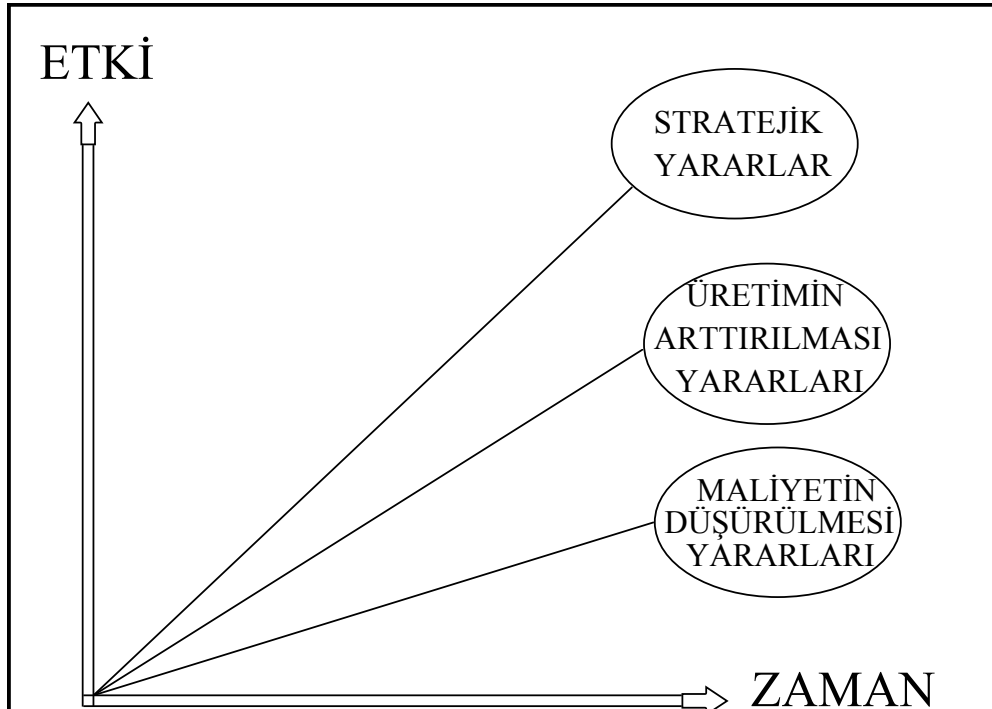 ETKİ
STRATEJİK
YARARLAR
ÜRETİMİN
ARTTIRILMASI
YARARLARI
MALİYETİN
DÜŞÜRÜLMESİ
YARARLARI
ZAMAN